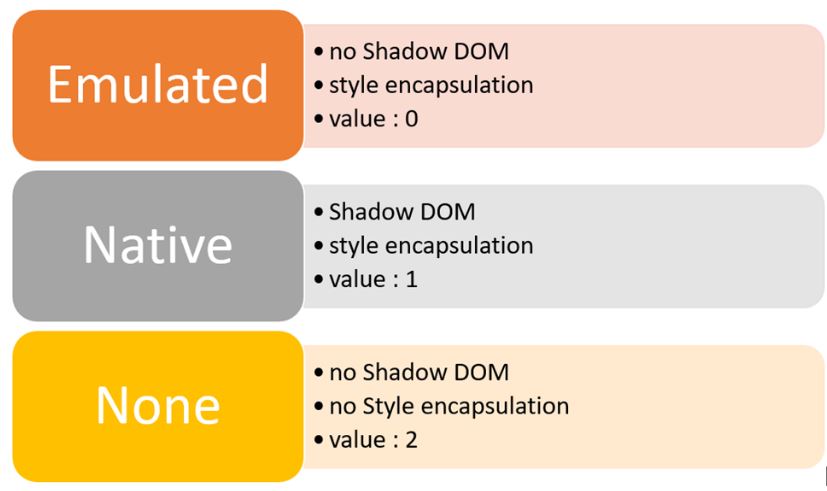 Emulated
• no Shadow DOM
• style encapsulation
• value : 0
Native
• Shadow DOM
• style encapsulation
• value : 1
None
• no Shadow DOM
• no Style encapsulation
• value : 2